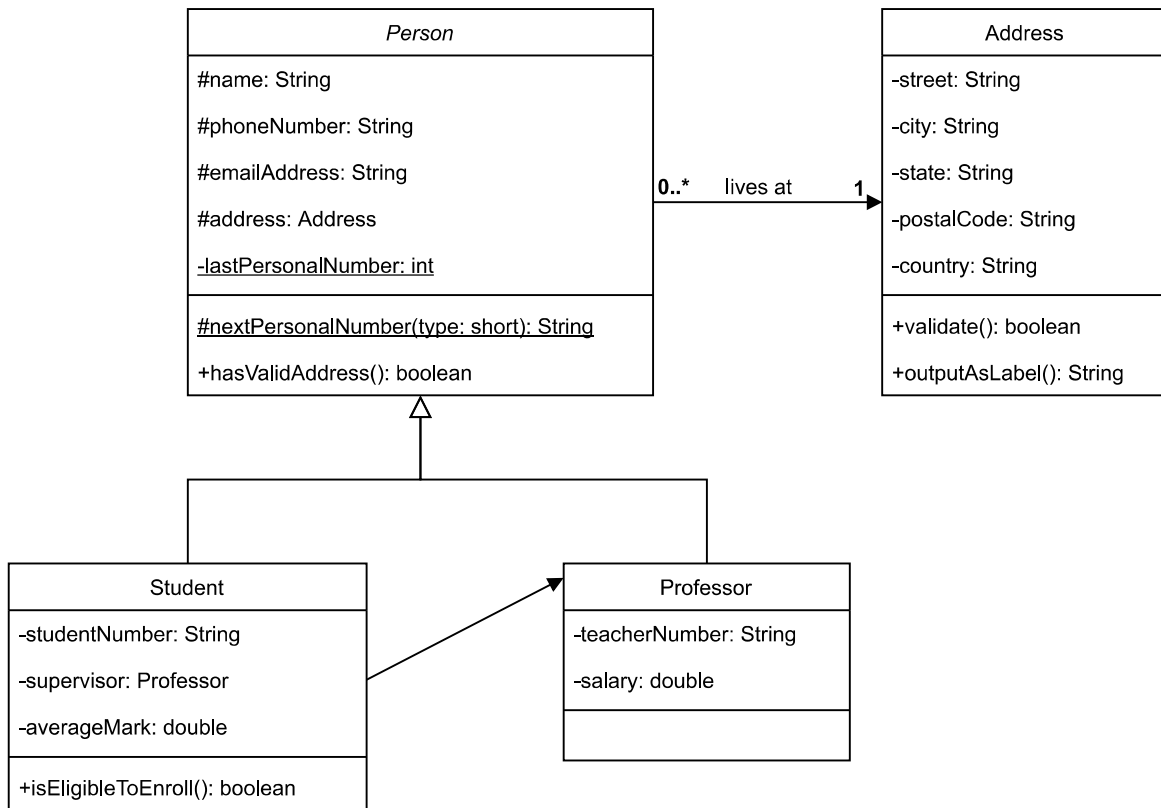 Person
#name: String
#phoneNumber: String
#emailAddress: String
#address: Address
-lastPersonalNumber: int
#nextPersonalNumber(type: short): String
+hasValidAddress(): boolean
0..* lives at 1
Address
-street: String
-city: String
-state: String
-postalCode: String
-country: String
+validate(): boolean
+outputAsLabel(): String
Student
-studentNumber: String
-supervisor: Professor
-averageMark: double
+isEligibleToEnroll(): boolean
Professor
-teacherNumber: String
-salary: double